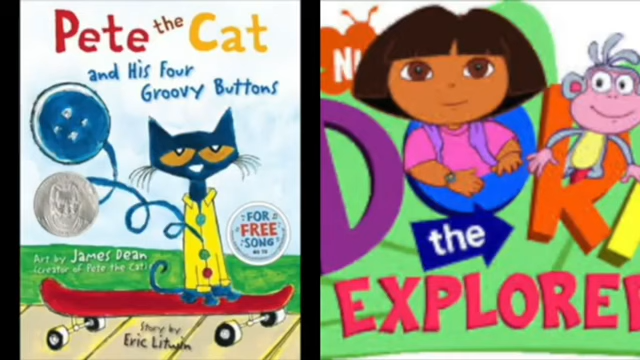 Pete the Cat
and His Four
Groovy Buttons
FOR
FREE
SONG
Art by James Dean
(creator of Pete the Cat)
Story by
Eric Litwin
the
EXPLORER